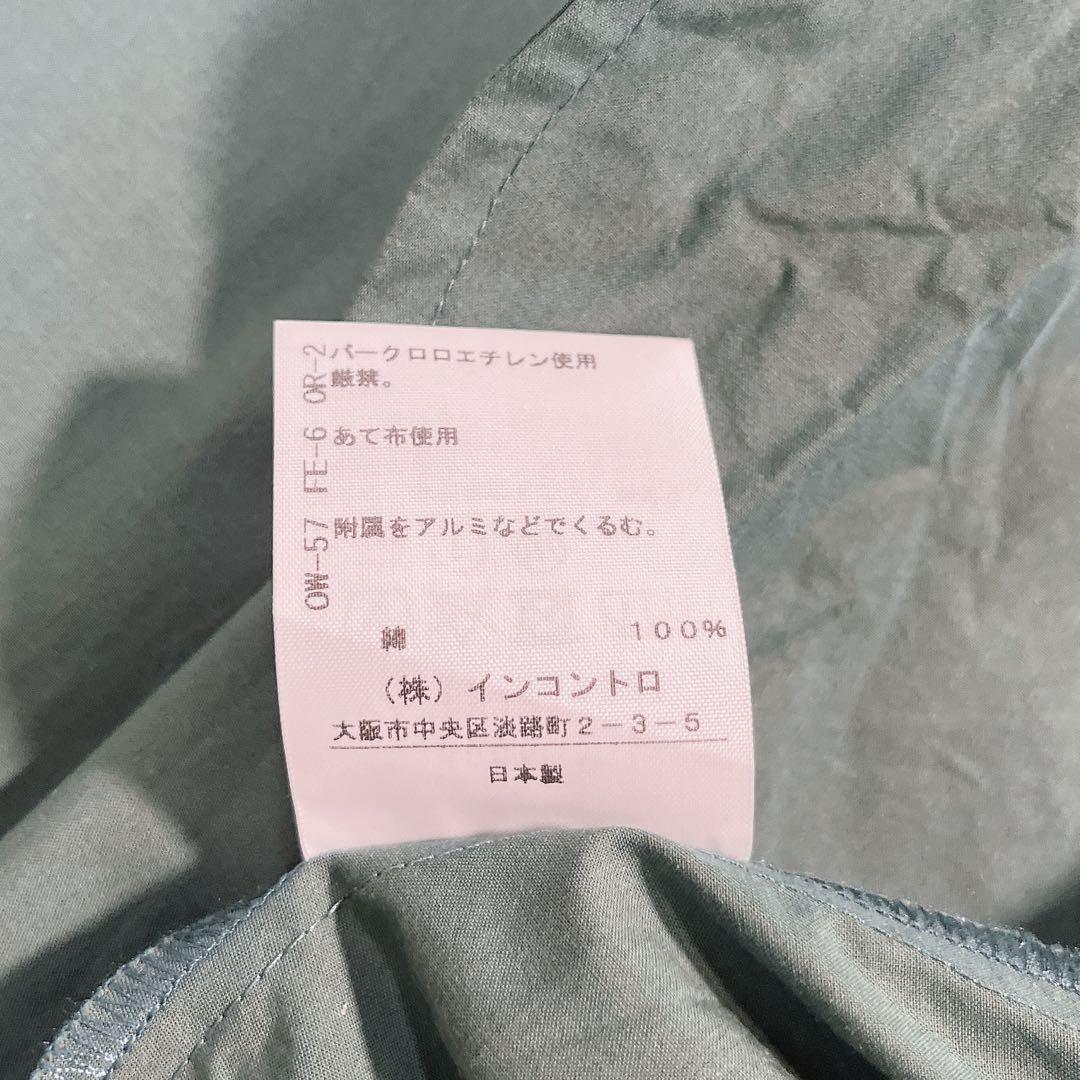 OR-2 パークロロエチレン使用
厳禁。
FE-6 あて布使用
OW-57 附属をアルミなどでくるむ。
綿 100%
(株) インコントロ
大阪市中央区淡路町2-3-5
日本製